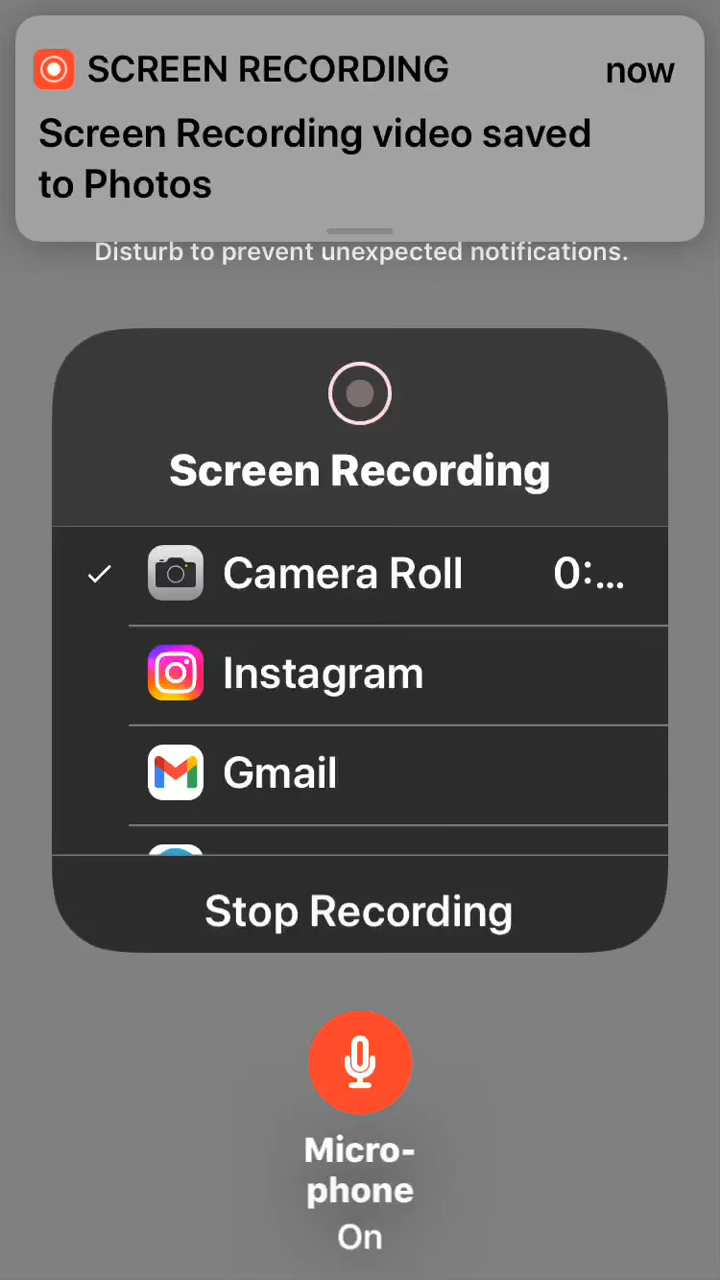 SCREEN RECORDING now
Screen Recording video saved
to Photos
Disturb to prevent unexpected notifications.
Screen Recording
Camera Roll 0:...
Instagram
Gmail
Stop Recording
Micro-
phone
On